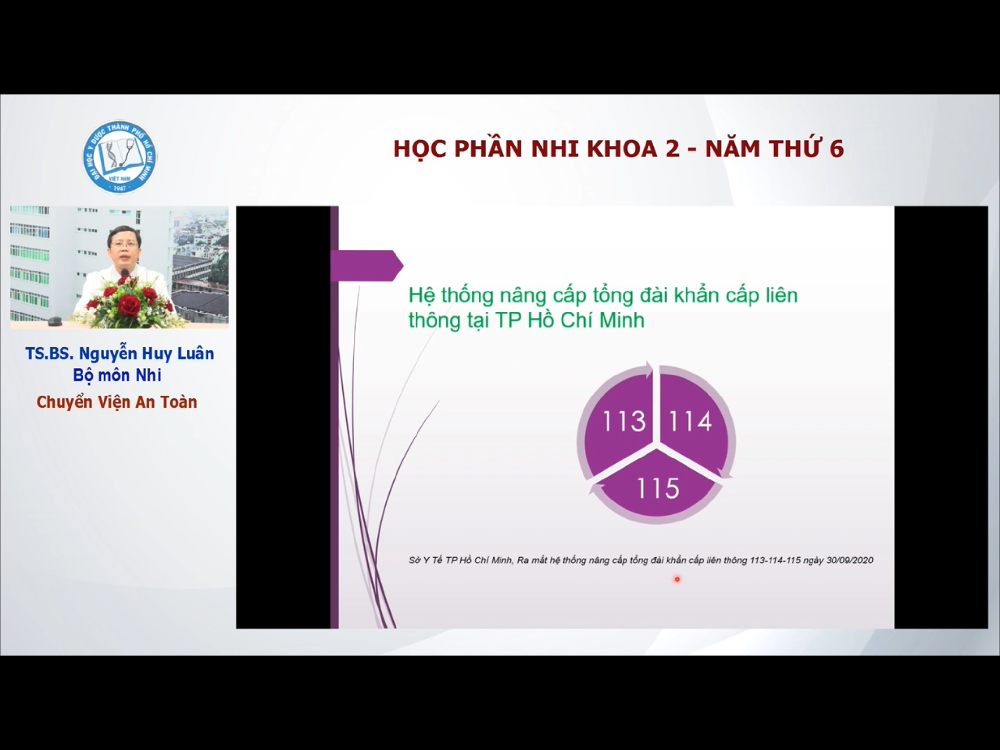 ĐẠI HỌC Y DƯỢC THÀNH PHỐ HỒ CHÍ MINH
VIỆT NAM
1947
HỌC PHẦN NHI KHOA 2 - NĂM THỨ 6
TS.BS. Nguyễn Huy Luân
Bộ môn Nhi
Chuyển Viện An Toàn
Hệ thống nâng cấp tổng đài khẩn cấp liên
thông tại TP Hồ Chí Minh
113
114
115
Sở Y Tế TP Hồ Chí Minh, Ra mắt hệ thống nâng cấp tổng đài khẩn cấp liên thông 113-114-115 ngày 30/09/2020